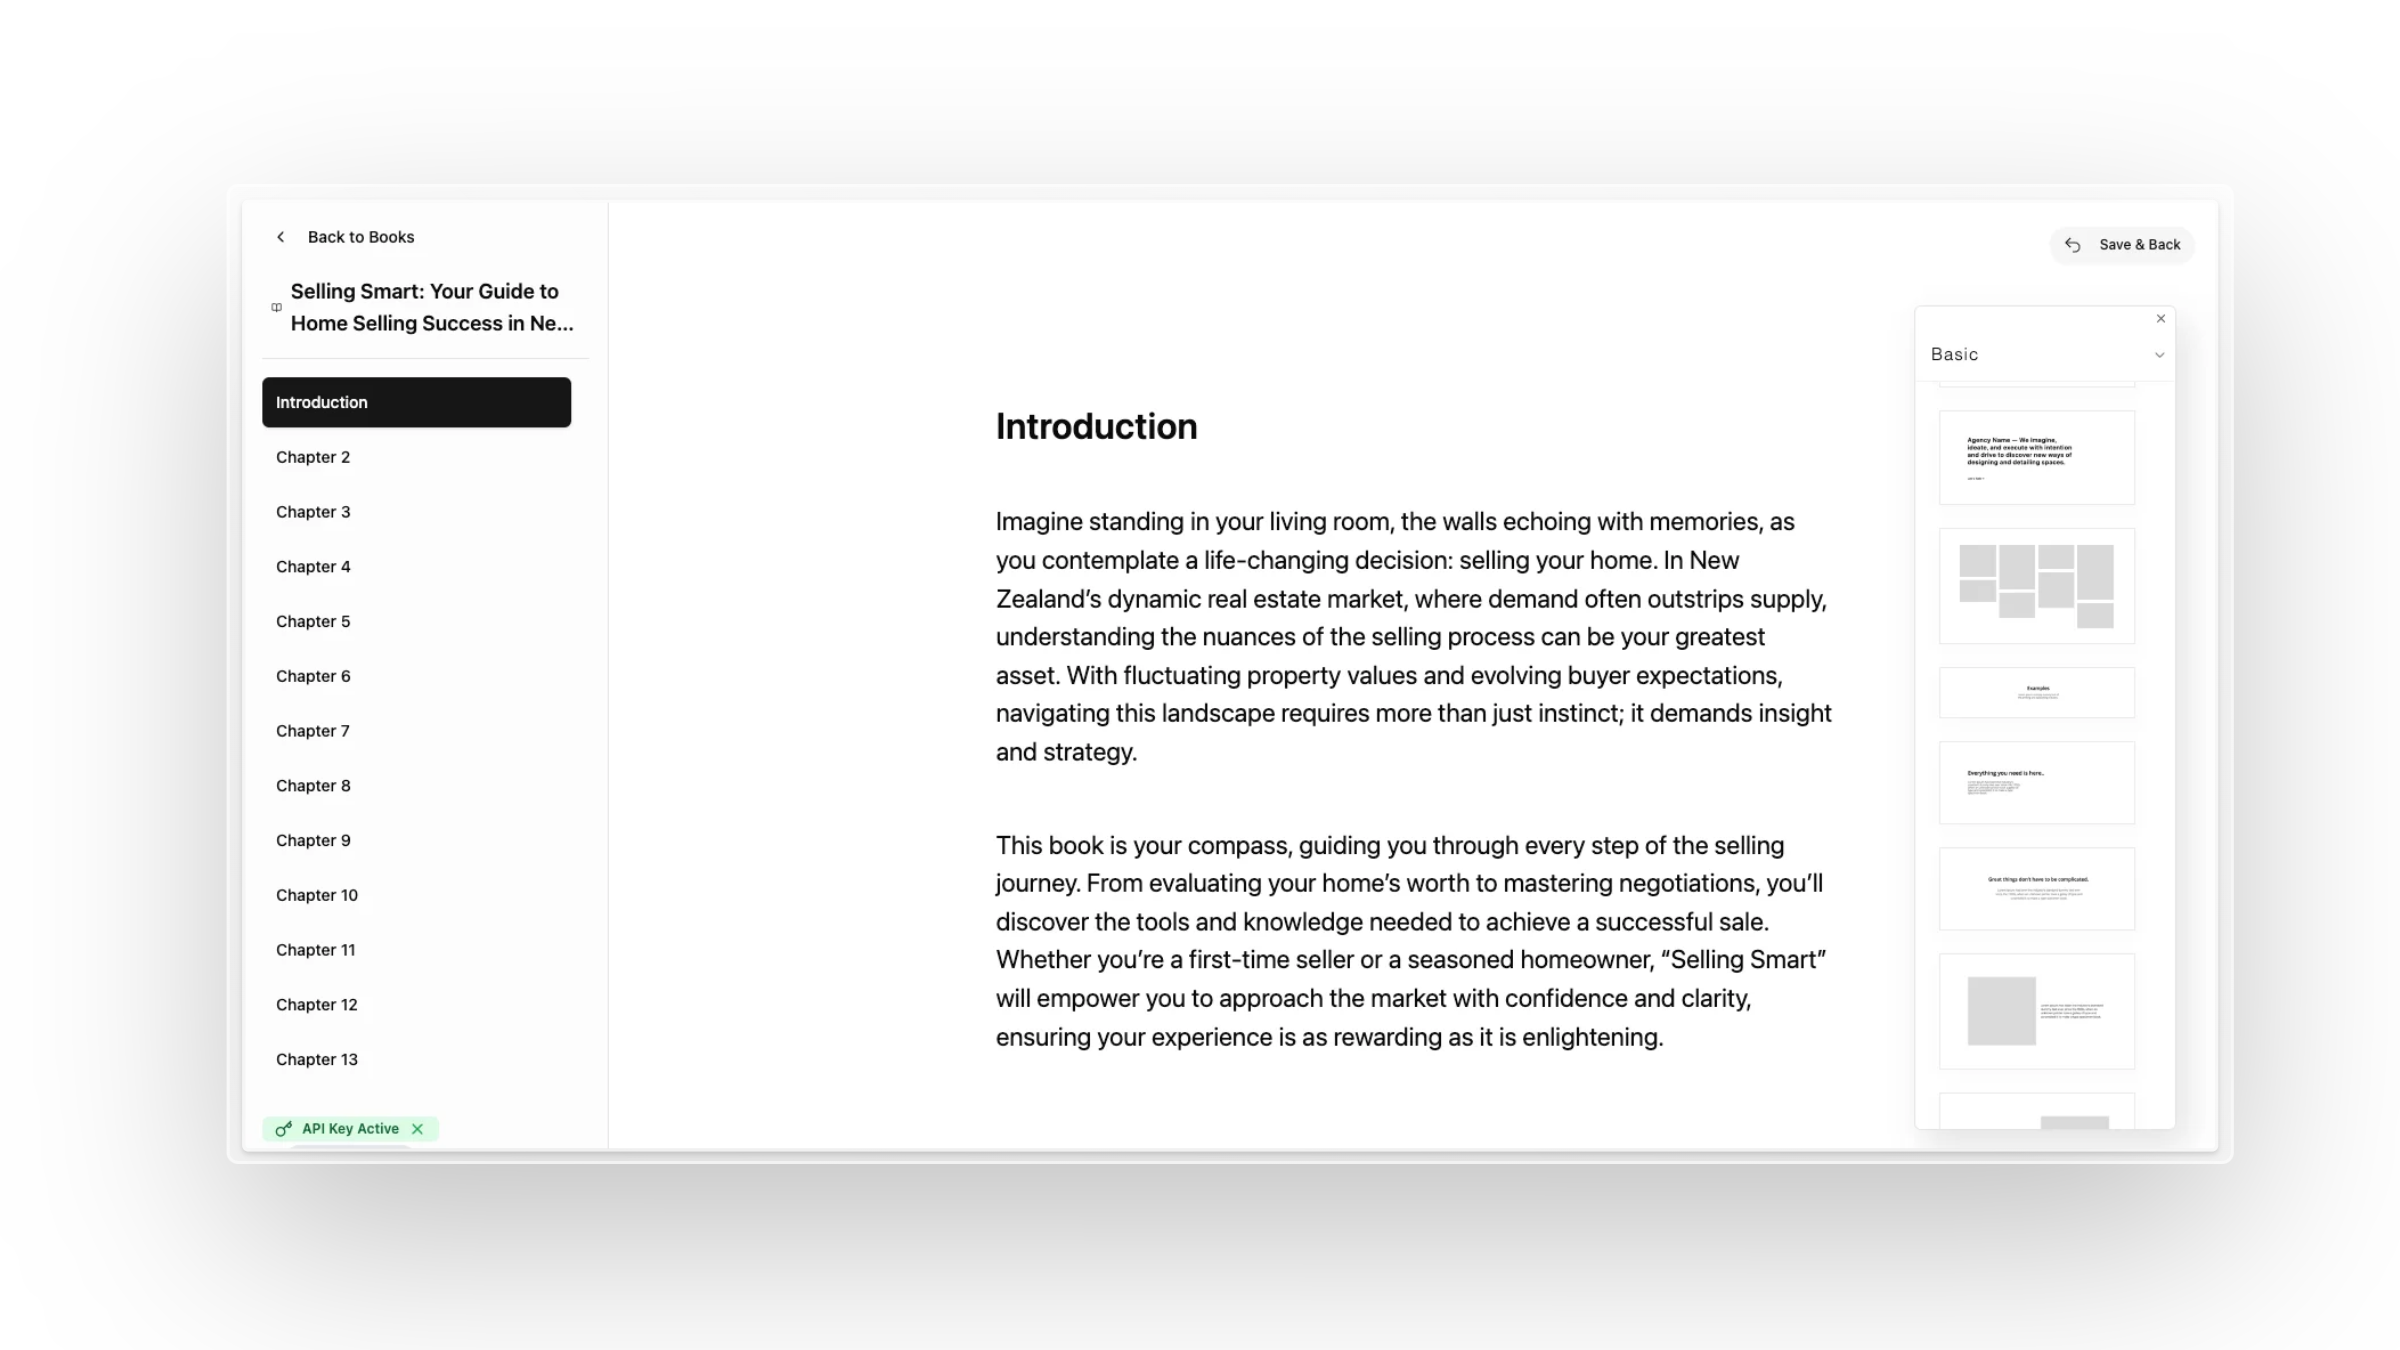 Back to Books
Selling Smart: Your Guide to
Home Selling Success in Ne...
Introduction
Chapter 2
Chapter 3
Chapter 4
Chapter 5
Chapter 6
Chapter 7
Chapter 8
Chapter 9
Chapter 10
Chapter 11
Chapter 12
Chapter 13
API Key Active
Introduction
Imagine standing in your living room, the walls echoing with memories, as
you contemplate a life-changing decision: selling your home. In New
Zealand’s dynamic real estate market, where demand often outstrips supply,
understanding the nuances of the selling process can be your greatest
asset. With fluctuating property values and evolving buyer expectations,
navigating this landscape requires more than just instinct; it demands insight
and strategy.
This book is your compass, guiding you through every step of the selling
journey. From evaluating your home’s worth to mastering negotiations, you’ll
discover the tools and knowledge needed to achieve a successful sale.
Whether you’re a first-time seller or a seasoned homeowner, “Selling Smart”
will empower you to approach the market with confidence and clarity,
ensuring your experience is as rewarding as it is enlightening.
Save & Back
Basic
Agency Name — We imagine,
ideate, and execute with intention
and drive to discover new ways of
designing and detailing spaces.
Examples
Everything you need is here..
Great things don't have to be complicated.